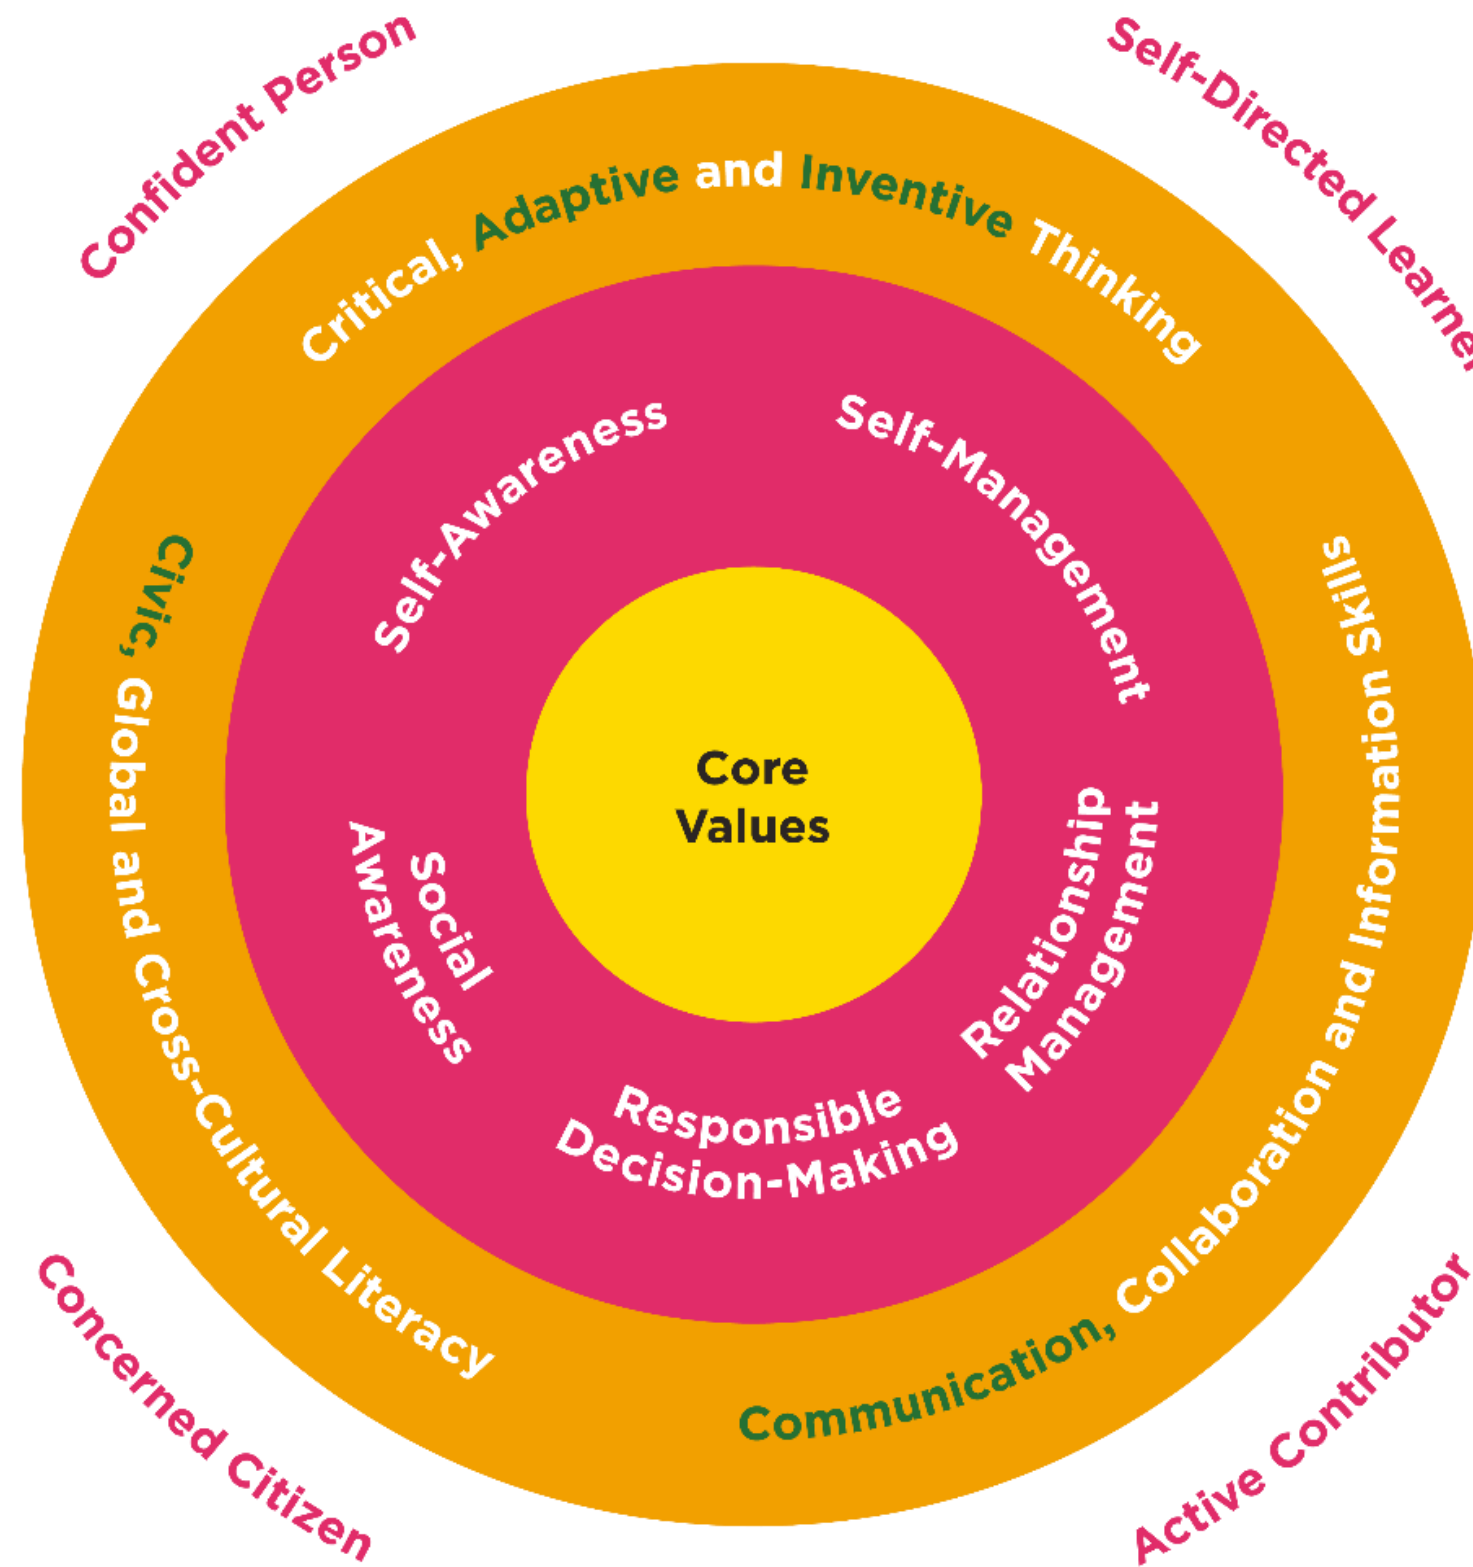 Confident Person
Self-Directed Learner
Critical, Adaptive and Inventive Thinking
Self-Awareness
Self-Management
Civic, Global and Cross-Cultural Literacy
Communication, Collaboration and Information Skills
Core
Values
Social
Awareness
Relationship
Management
Responsible
Decision-Making
Concerned Citizen
Active Contributor